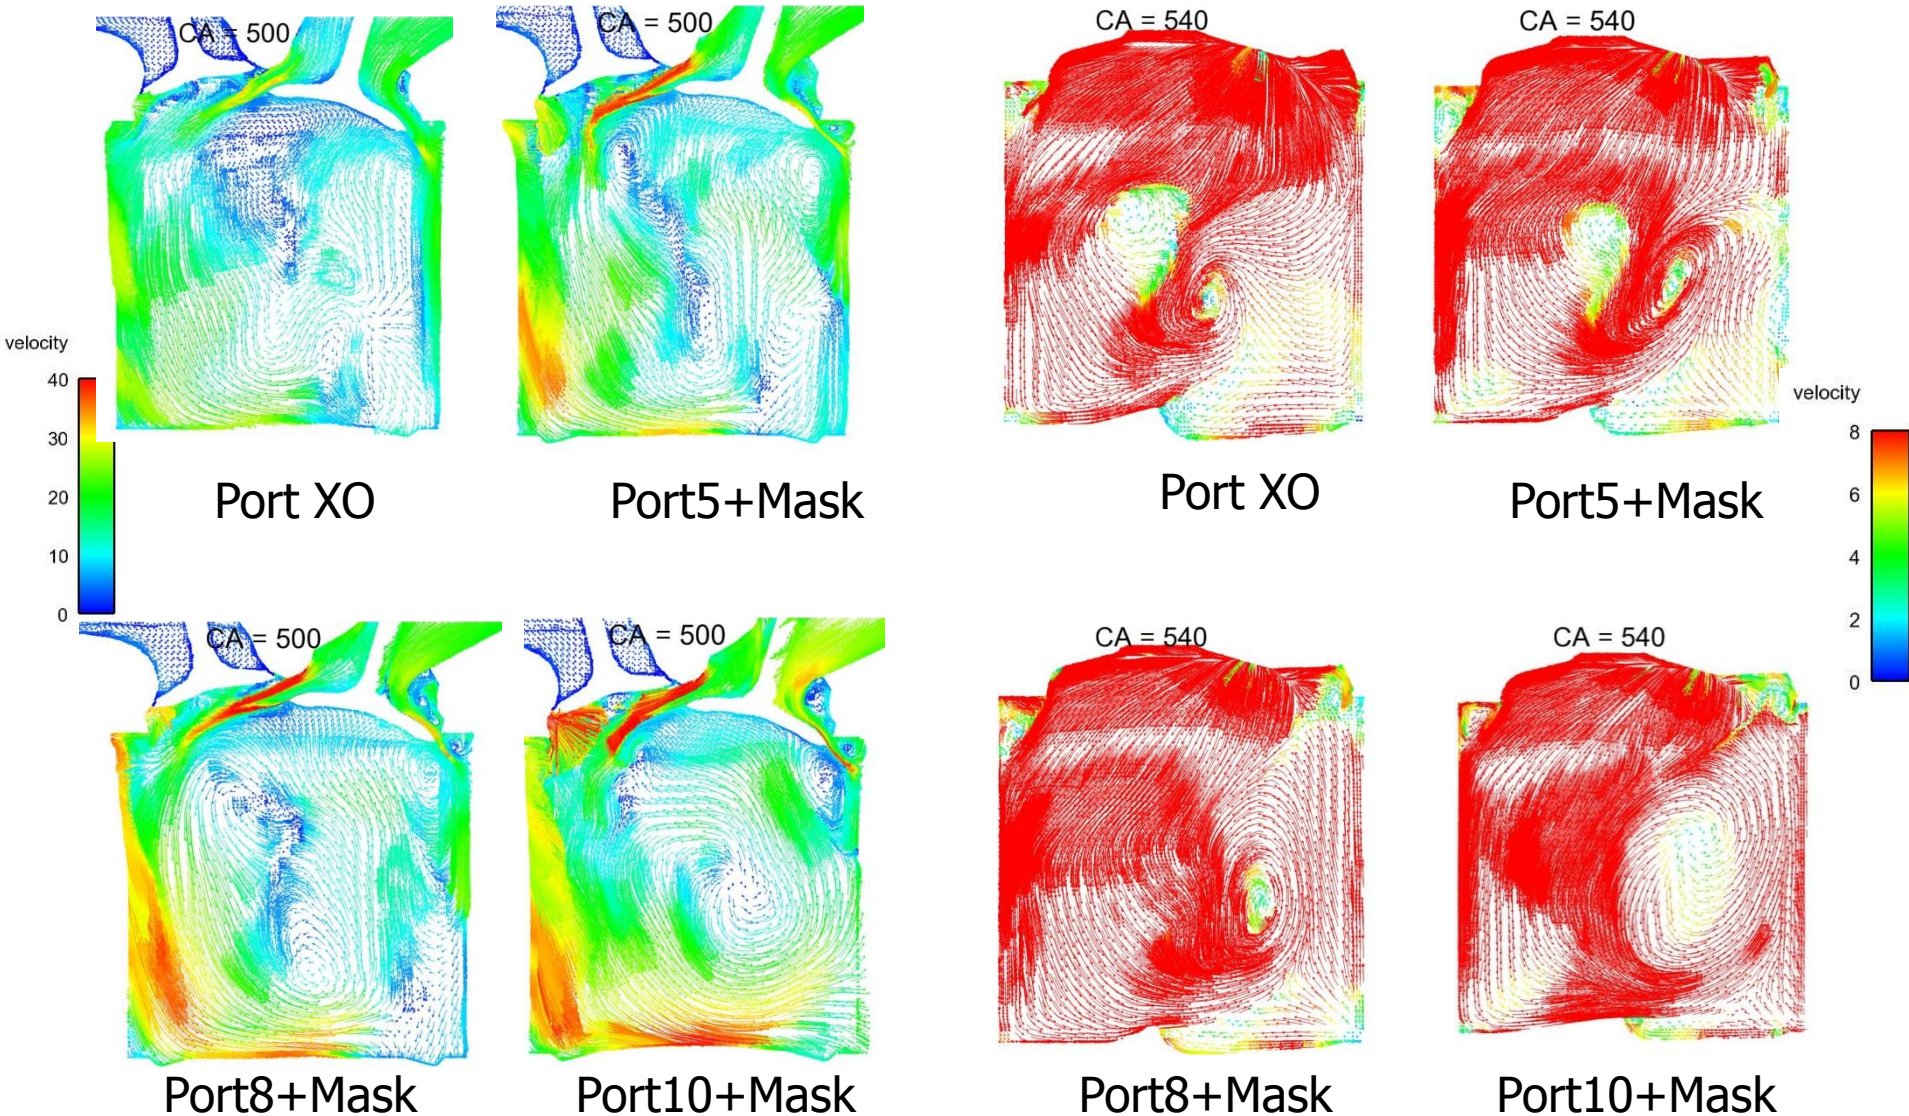 CA = 500
CA = 500
CA = 540
CA = 540
velocity
40
30
20
10
0
Port XO
Port5+Mask
Port XO
Port5+Mask
velocity
8
6
4
2
0
CA = 500
CA = 500
CA = 540
CA = 540
Port8+Mask
Port10+Mask
Port8+Mask
Port10+Mask